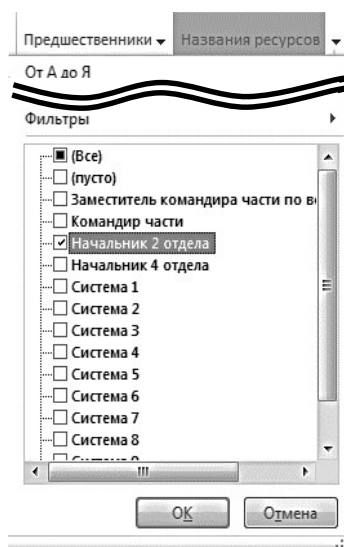 Предшественники Названия ресурсов
От А до Я
Фильтры
(Все)
(пусто)
Заместитель командира части по
Командир части
Начальник 2 отдела
Начальник 4 отдела
Система 1
Система 2
Система 3
Система 4
Система 5
Система 6
Система 7
Система 8
ОК Отмена